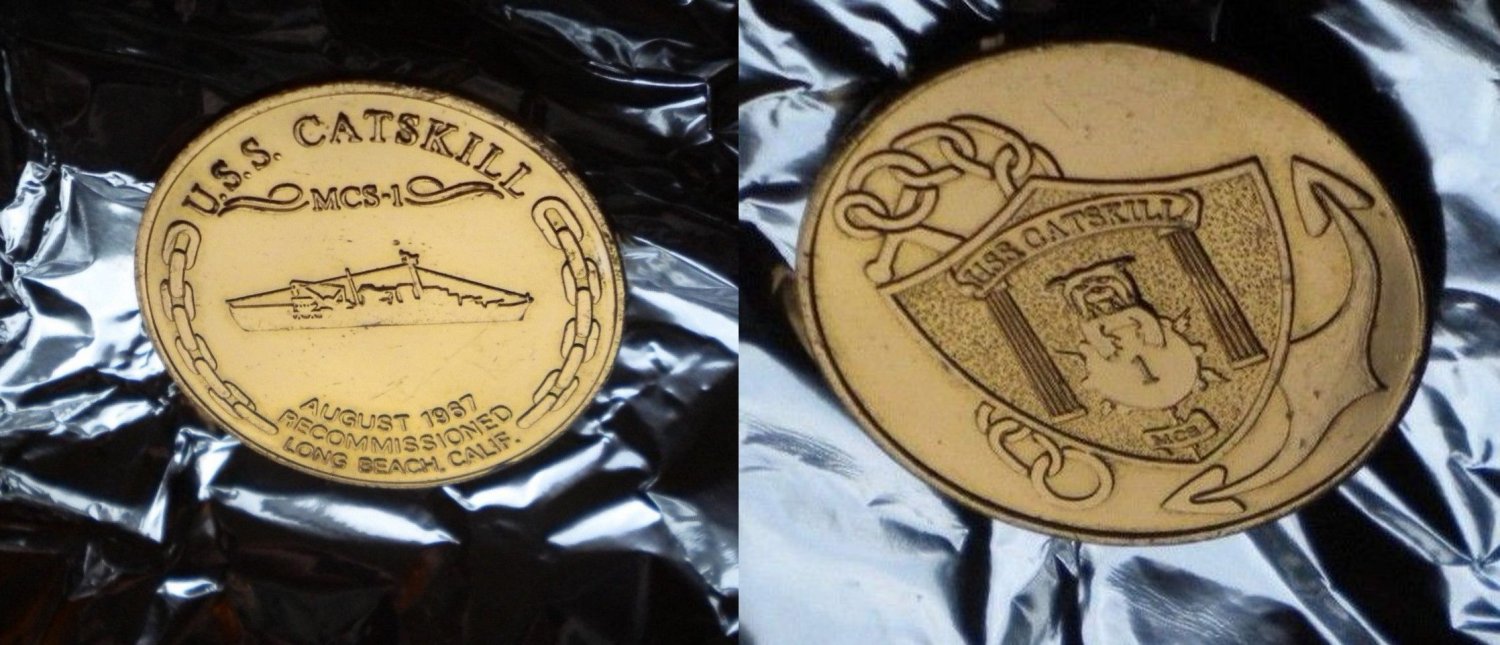 U.S.S. CATSKILL
MCS-1
AUGUST 1967
RECOMMISSIONED
LONG BEACH, CALIF.
USS CATSKILL
1
MCS